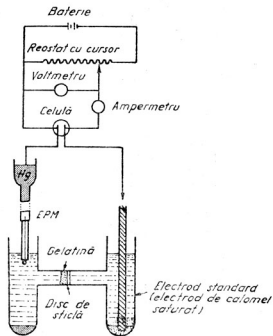 Baterie
Reostat cu cursor
Voltmetru
Ampermetru
Celulă
Hg
EPM
Gelatină
Disc de
sticlă
Electrod standard
(electrod de calomel
saturat)